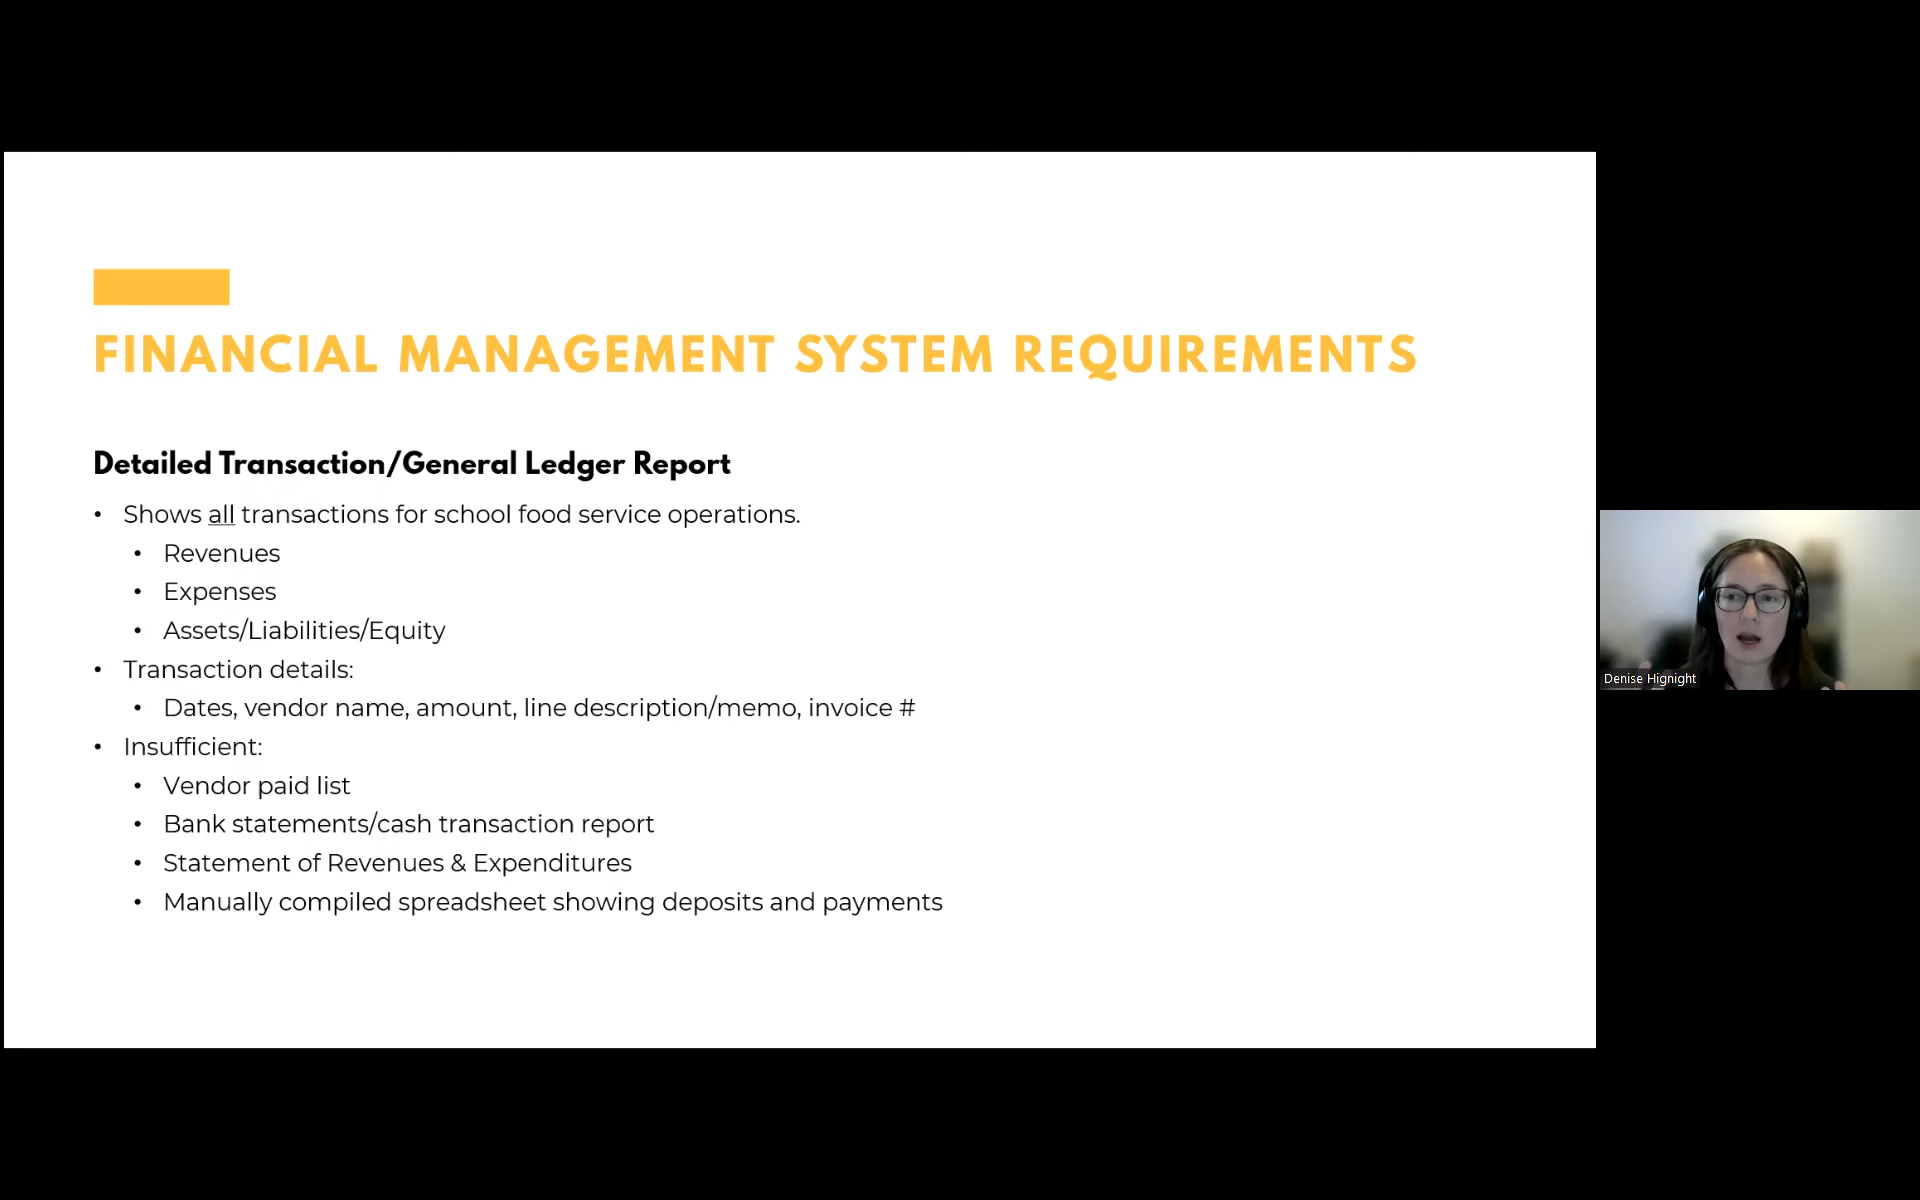 FINANCIAL MANAGEMENT SYSTEM REQUIREMENTS
Detailed Transaction/General Ledger Report
• Shows all transactions for school food service operations.
• Revenues
• Expenses
• Assets/Liabilities/Equity
• Transaction details:
• Dates, vendor name, amount, line description/memo, invoice #
• Insufficient:
• Vendor paid list
• Bank statements/cash transaction report
• Statement of Revenues & Expenditures
• Manually compiled spreadsheet showing deposits and payments
Denise Hignight